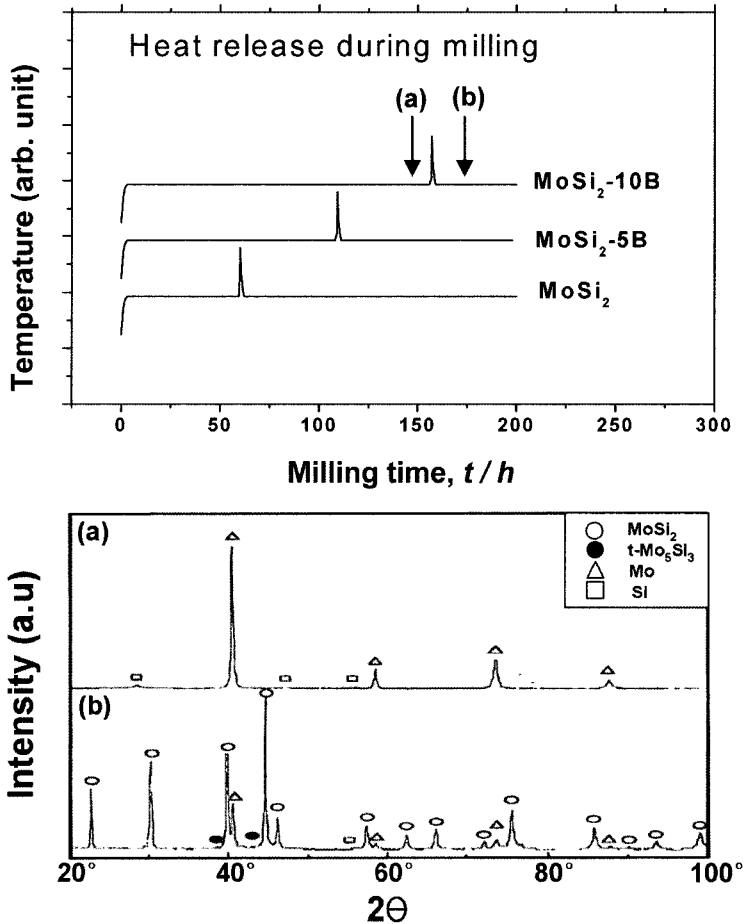 Heat release during milling
(a) (b)
MoSi₂-10B
MoSi₂-5B
MoSi₂
Temperature (arb. unit)
0 50 100 150 200 250 300
Milling time, t / h
(a)
MoSi₂
t-Mo₅Si₃
Mo
Si
(b)
Intensity (a.u)
20° 40° 60° 80° 100°
2Θ